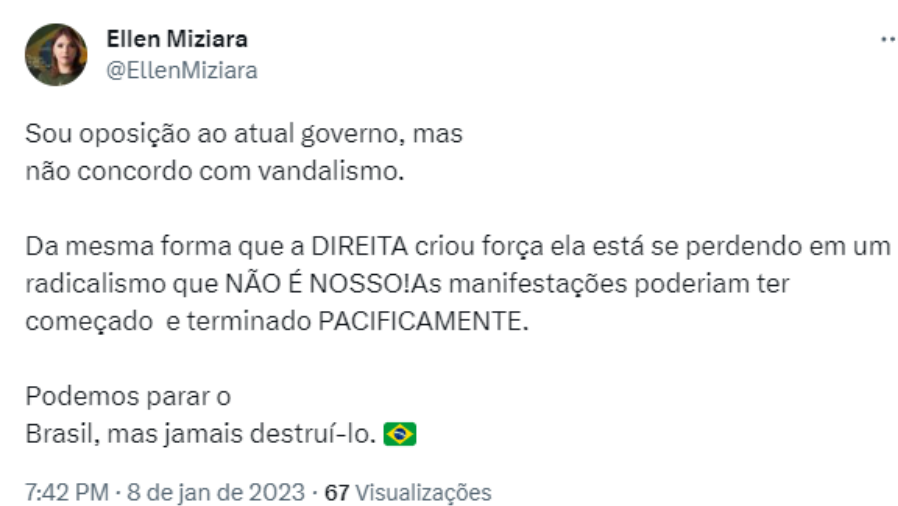 Ellen Miziara
@EllenMiziara
Sou oposição ao atual governo, mas
não concordo com vandalismo.
Da mesma forma que a DIREITA criou força ela está se perdendo em um
radicalismo que NÃO É NOSSO!As manifestações poderiam ter
começado  e terminado PACIFICAMENTE.
Podemos parar o
Brasil, mas jamais destruí-lo. 🇧🇷
7:42 PM · 8 de jan de 2023 · 67 Visualizações